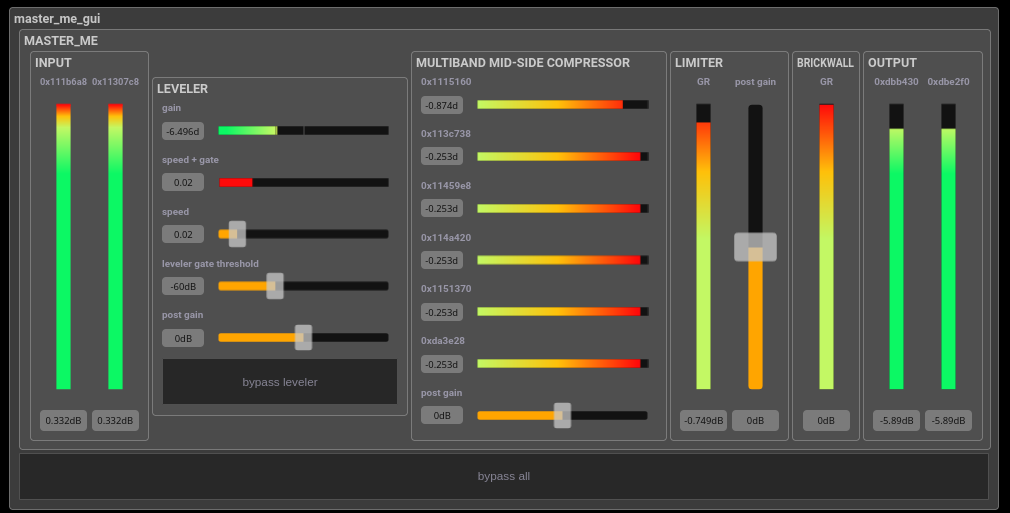 master_me_gui
MASTER_ME
INPUT
0x111b6a8 0x11307c8
0.332dB 0.332dB
LEVELER
gain
-6.496d
speed + gate
0.02
speed
0.02
leveler gate threshold
-60dB
post gain
0dB
bypass leveler
MULTIBAND MID-SIDE COMPRESSOR
0x1115160
-0.874d
0x113c738
-0.253d
0x11459e8
-0.253d
0x114a420
-0.253d
0x1151370
-0.253d
0xda3e28
-0.253d
post gain
0dB
LIMITER
GR post gain
-0.749dB 0dB
BRICKWALL
GR
0dB
OUTPUT
0xdbb430 0xdbe2f0
-5.89dB -5.89dB
bypass all